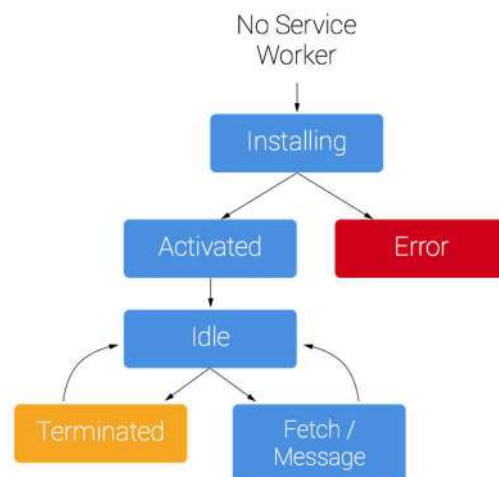 No Service
Worker
Installing
Activated
Error
Idle
Terminated
Fetch /
Message